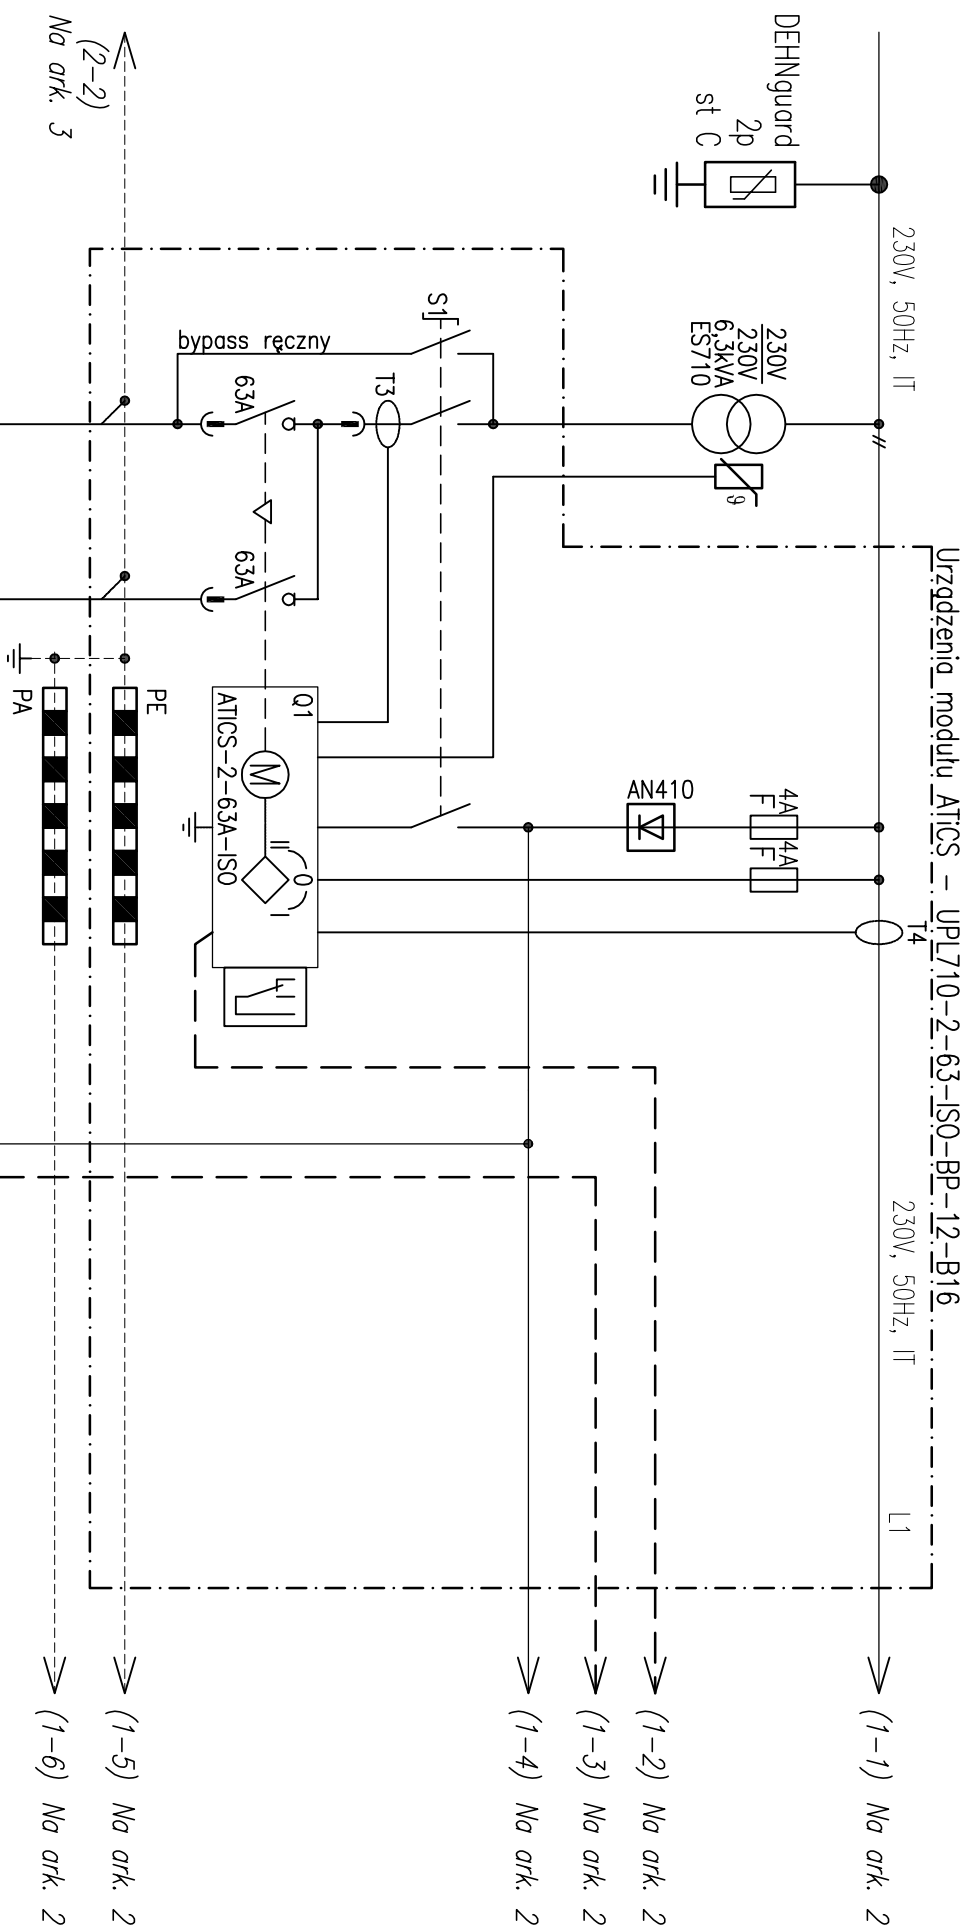 Urządzenia modułu ATICS – UPL710-2-63-ISO-BP-12-B16
230V, 50Hz, IT
230V, 50Hz, IT
L1
(1-1) Na ark. 2
T4
DEHNguard
2p
st C
230V
230V
6,3kVA
ES710
ϑ
4A
F
4A
F
AN410
(1-2) Na ark. 2
(1-3) Na ark. 2
(1-4) Na ark. 2
S1
T3
bypass ręczny
63A
63A
Q1
M
II
0
I
ATICS-2-63A-ISO
PE
(1-5) Na ark. 2
(2-2)
Na ark. 3
PA
(1-6) Na ark. 2